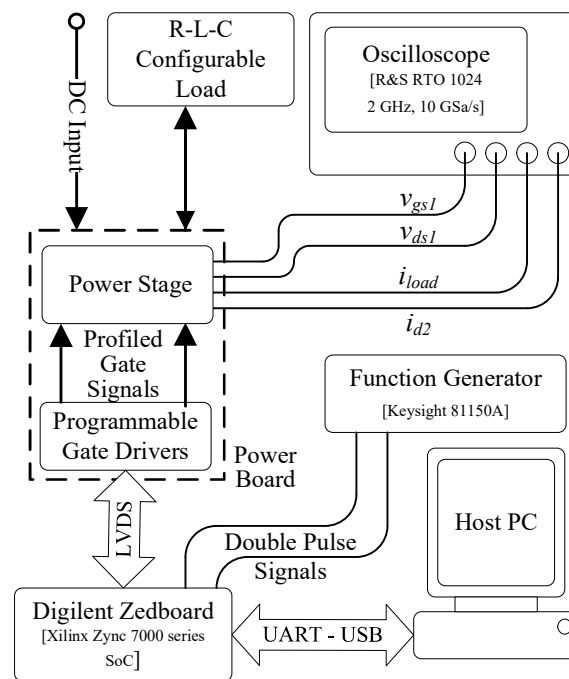 R-L-C
Configurable
Load
DC Input
Oscilloscope
[R&S RTO 1024
2 GHz, 10 GSa/s]
vgs1
vds1
iload
id2
Power Stage
Profiled
Gate
Signals
Programmable
Gate Drivers
Power
Board
Function Generator
[Keysight 81150A]
LVDS
Double Pulse
Signals
Host PC
Digilent Zedboard
[Xilinx Zync 7000 series
SoC]
UART - USB